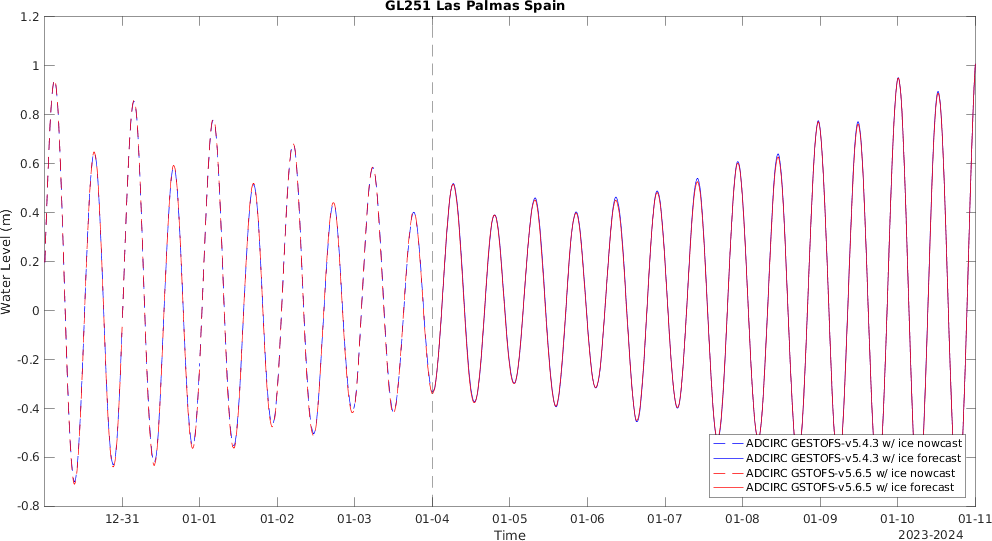 GL251 Las Palmas Spain
1.2
1
0.8
0.6
0.4
0.2
0
-0.2
-0.4
-0.6
-0.8
Water Level (m)
ADCIRC GESTOFS-v5.4.3 w/ ice nowcast
ADCIRC GESTOFS-v5.4.3 w/ ice forecast
ADCIRC GSTOFS-v5.6.5 w/ ice nowcast
ADCIRC GSTOFS-v5.6.5 w/ ice forecast
12-31 01-01 01-02 01-03 01-04 01-05 01-06 01-07 01-08 01-09 01-10 01-11
Time
2023-2024